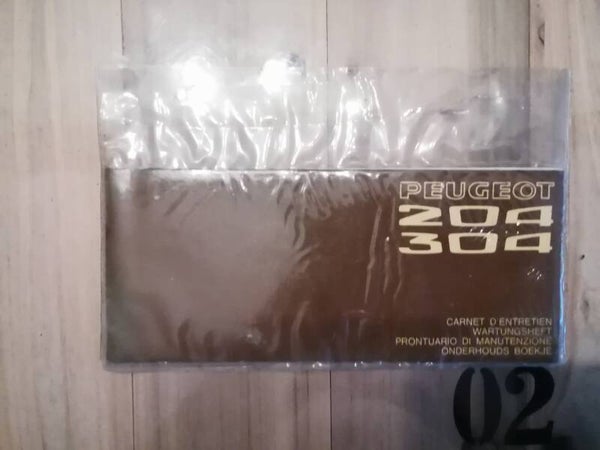 PEUGEOT
204
304
CARNET D'ENTRETIEN
WARTUNGSHEFT
PRONTUARIO DI MANUTENZIONE
ONDERHOUDS BOEKJE
02